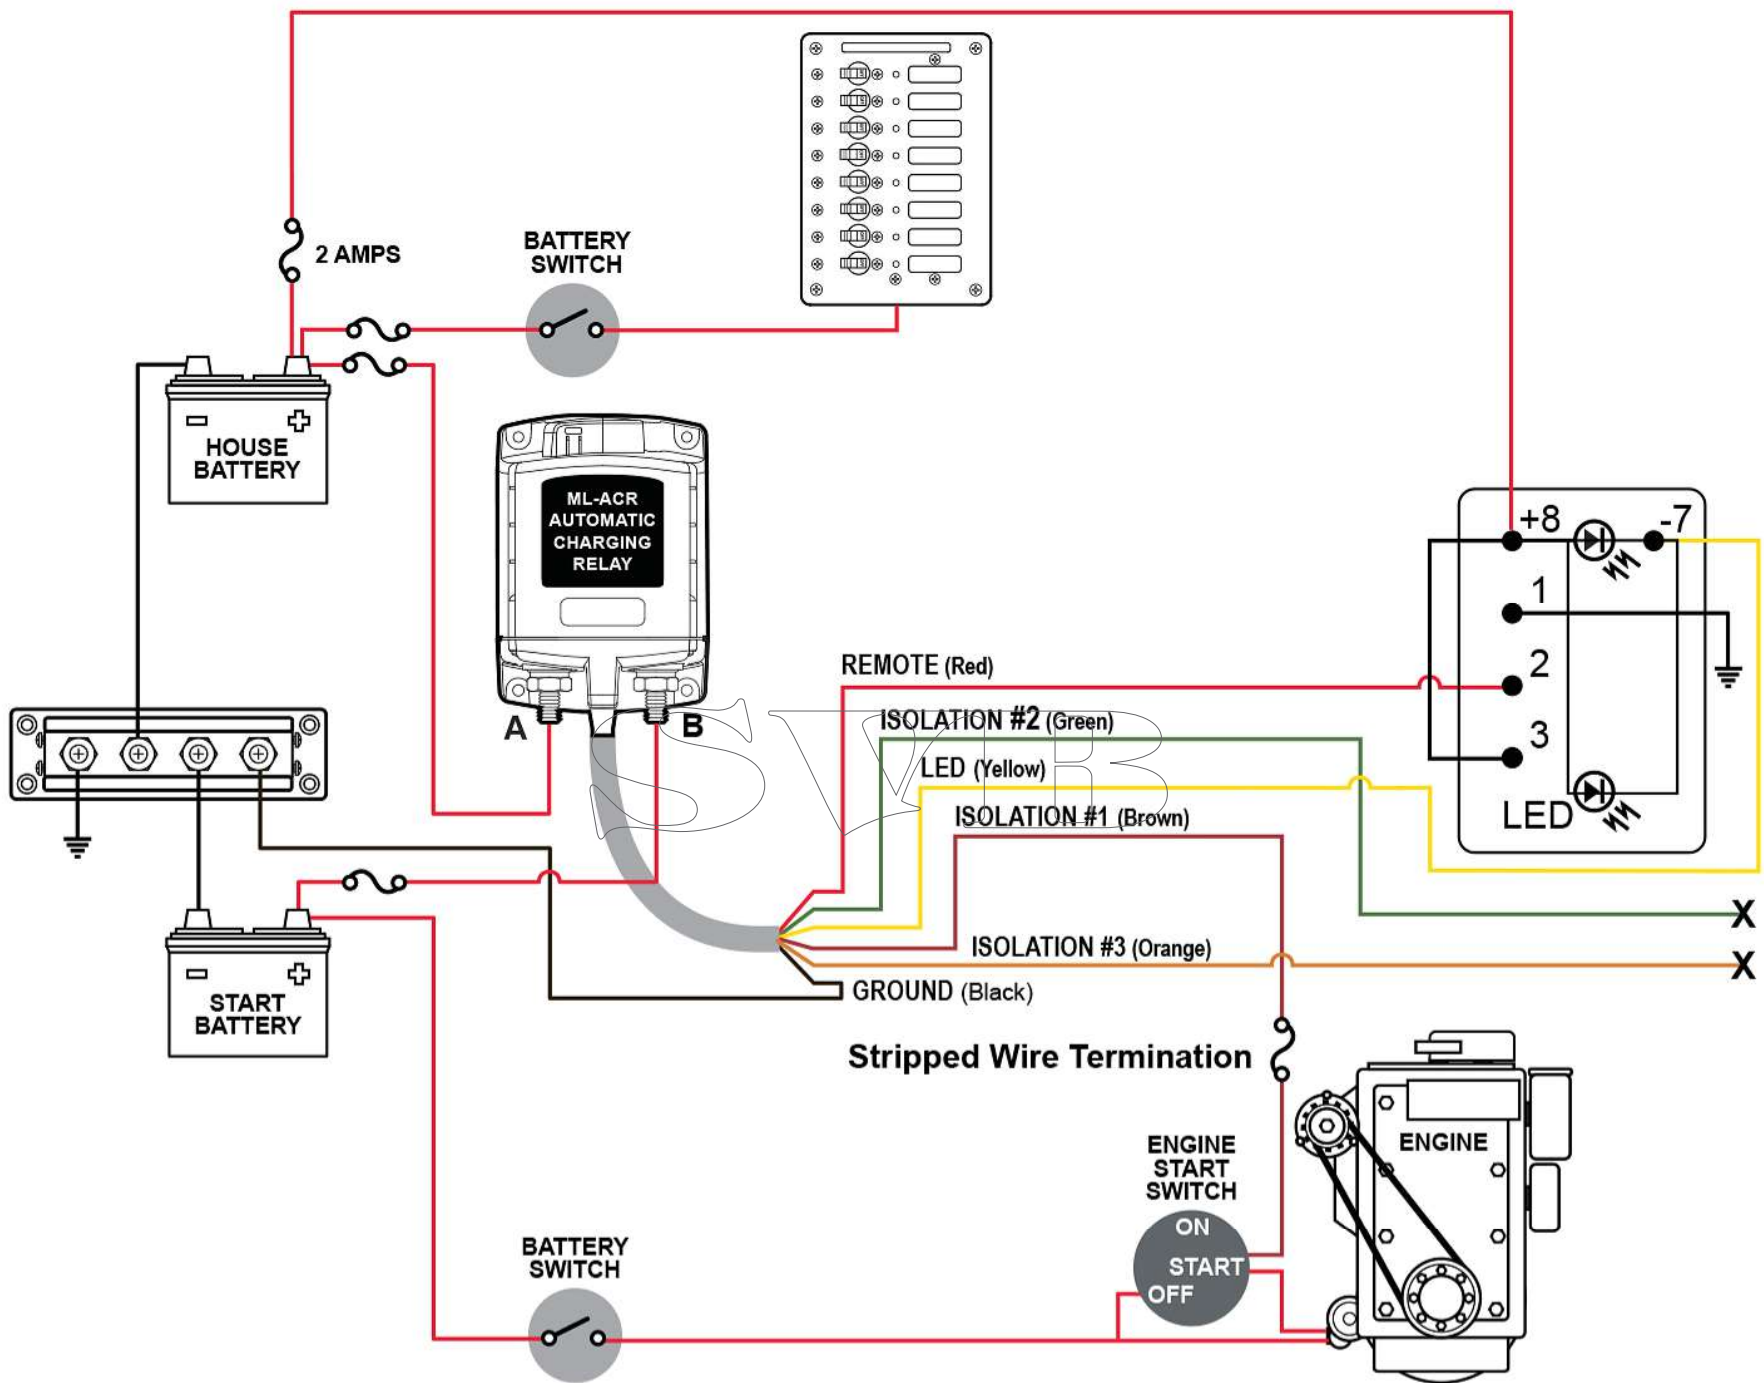 2 AMPS
BATTERY
SWITCH
HOUSE
BATTERY
ML-ACR
AUTOMATIC
CHARGING
RELAY
A
B
+8
-7
1
2
3
LED
REMOTE (Red)
ISOLATION #2 (Green)
LED (Yellow)
ISOLATION #1 (Brown)
ISOLATION #3 (Orange)
GROUND (Black)
X
X
SVB
START
BATTERY
Stripped Wire Termination
ENGINE
START
SWITCH
ON
START
OFF
ENGINE
BATTERY
SWITCH